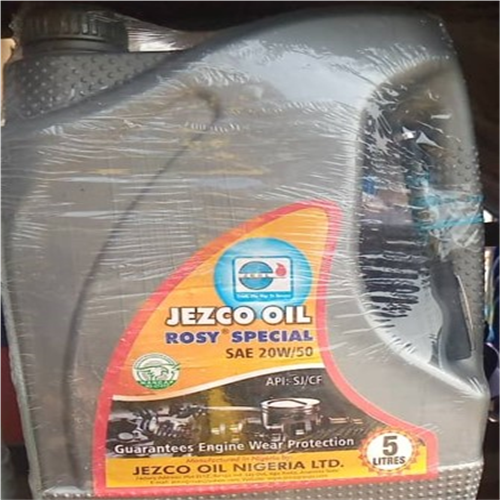 JEZCO OIL
ROSY® SPECIAL
SAE 20W/50
API: SJ/CF
Guarantees Engine Wear Protection
Manufactured in Nigeria by:
JEZCO OIL NIGERIA LTD.
5
LITRES